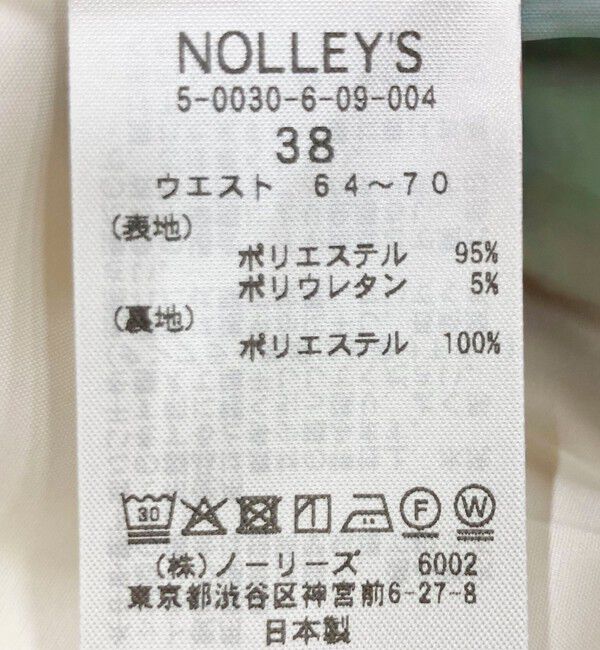 NOLLEY'S
5-0030-6-09-004
38
ウエスト 64～70
(表地)
ポリエステル 95%
ポリウレタン 5%
(裏地)
ポリエステル 100%
30 F W
(株)ノーリーズ 6002
東京都渋谷区神宮前6-27-8
日本製